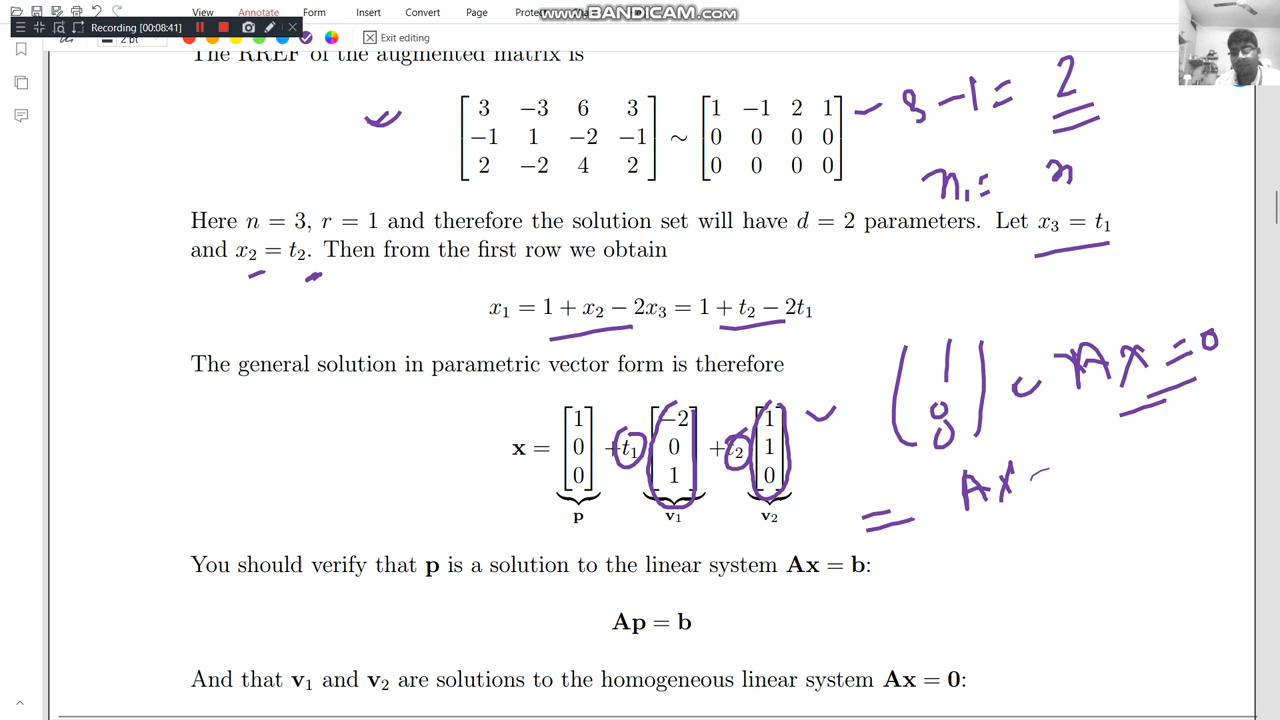 www.BANDICAM.com
View Annotate Form Insert Convert Page
Recording [00:08:41]
2 pt Exit editing
The RREF of the augmented matrix is
[3 −3 6 3] ∼ [1 −1 2 1]
[−1 1 −2 −1] [0 0 0 0]
[2 −2 4 2] [0 0 0 0]
3 - 1 = 2
Here n = 3, r = 1 and therefore the solution set will have d = 2 parameters. Let x₃ = t₁
and x₂ = t₂. Then from the first row we obtain
x₁ = 1 + x₂ − 2x₃ = 1 + t₂ − 2t₁
The general solution in parametric vector form is therefore
x = [1 0 0] + t₁ [−2 0 1] + t₂ [1 1 0]
p v₁ v₂
(1 0 0)
Ax = 0
= Ax
You should verify that p is a solution to the linear system Ax = b:
Ap = b
And that v₁ and v₂ are solutions to the homogeneous linear system Ax = 0: